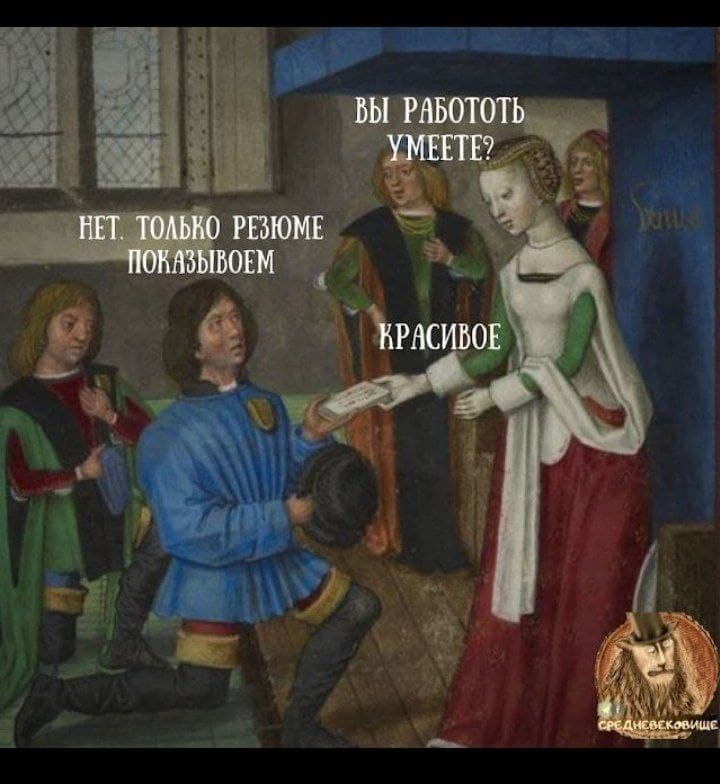 ВЫ РАБОТОТЬ
УМЕЕТЕ?
НЕТ. ТОЛЬКО РЕЗЮМЕ
ПОКАЗЫВОЕМ
КРАСИВОЕ
СРЕДНЕВЕКОВИЩЕ